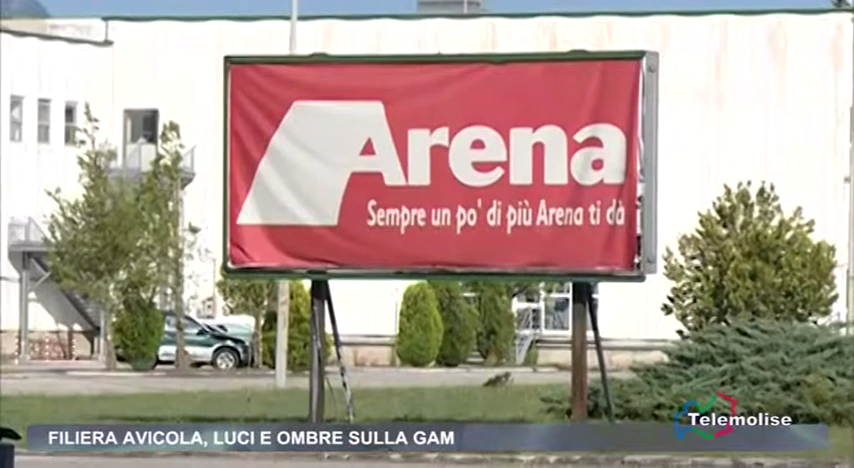 Arena
Sempre un po' di più Arena ti dà
Telemolise
FILIERA AVICOLA, LUCI E OMBRE SULLA GAM